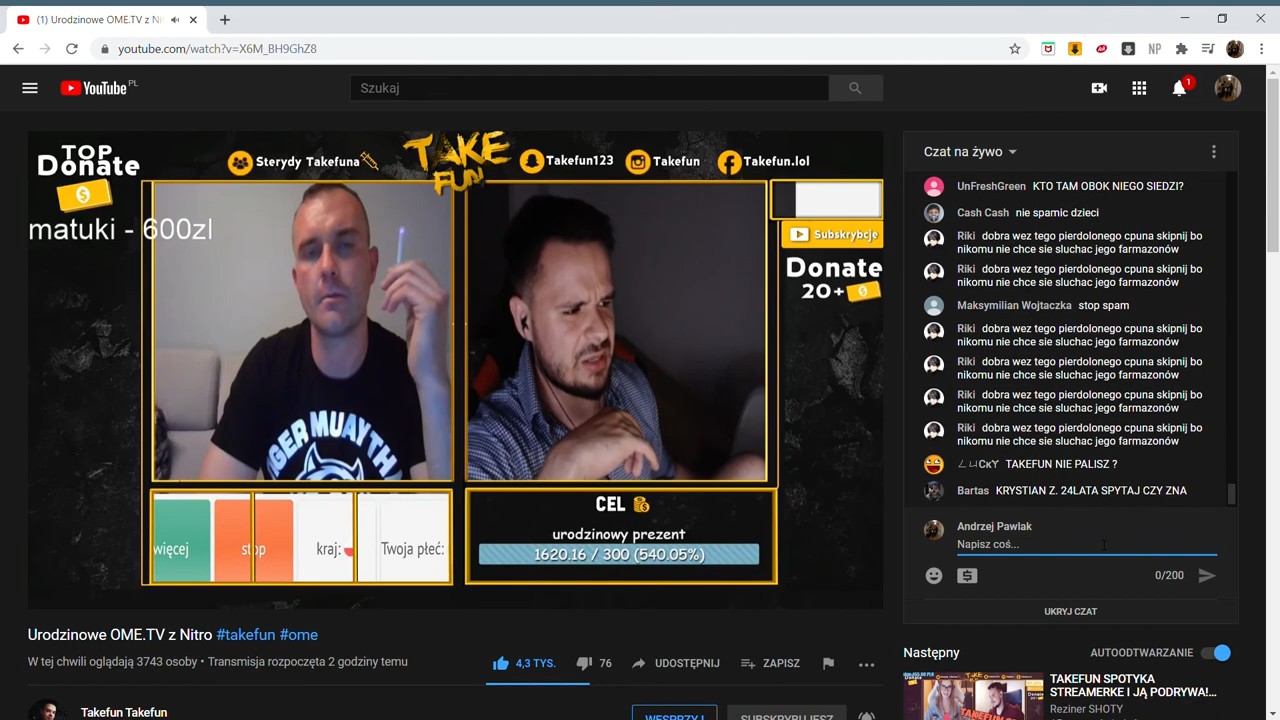 (1) Urodzinowe OME.TV z Ni
youtube.com/watch?v=X6M_BH9GhZ8
NP
YouTube PL
Szukaj
1
TOP
Donate
matuki - 600zl
Sterydy Takefuna
TAKE
FUN
Takefun123
Takefun
Takefun.lol
Subskrybcje
Donate
20+
TIGER MUAYTHA
więcej
stop
kraj:
Twoja płeć:
CEL
urodzinowy prezent
1620.16 / 300 (540.05%)
Urodzinowe OME.TV z Nitro #takefun #ome
W tej chwili oglądają 3743 osoby • Transmisja rozpoczęta 2 godziny temu
4,3 TYS.
76
UDOSTĘPNIJ
ZAPISZ
Takefun Takefun
WESPRZYJ
SUBSKRYBUJESZ
Czat na żywo
UnFreshGreen KTO TAM OBOK NIEGO SIEDZI?
Cash Cash nie spamic dzieci
Riki dobra wez tego pierdolonego cpuna skipnij bo
nikomu nie chce sie sluchac jego farmazonów
Riki dobra wez tego pierdolonego cpuna skipnij bo
nikomu nie chce sie sluchac jego farmazonów
Maksymilian Wojtaczka stop spam
Riki dobra wez tego pierdolonego cpuna skipnij bo
nikomu nie chce sie sluchac jego farmazonów
Riki dobra wez tego pierdolonego cpuna skipnij bo
nikomu nie chce sie sluchac jego farmazonów
Riki dobra wez tego pierdolonego cpuna skipnij bo
nikomu nie chce sie sluchac jego farmazonów
Riki dobra wez tego pierdolonego cpuna skipnij bo
nikomu nie chce sie sluchac jego farmazonów
ㄥㄐCκY TAKEFUN NIE PALISZ ?
Bartas KRYSTIAN Z. 24LATA SPYTAJ CZY ZNA
Andrzej Pawlak
Napisz coś...
0/200
UKRYJ CZAT
Następny
AUTOODTWARZANIE
TAKEFUN SPOTYKA
STREAMERKE I JĄ PODRYWA!...
Reziner SHOTY